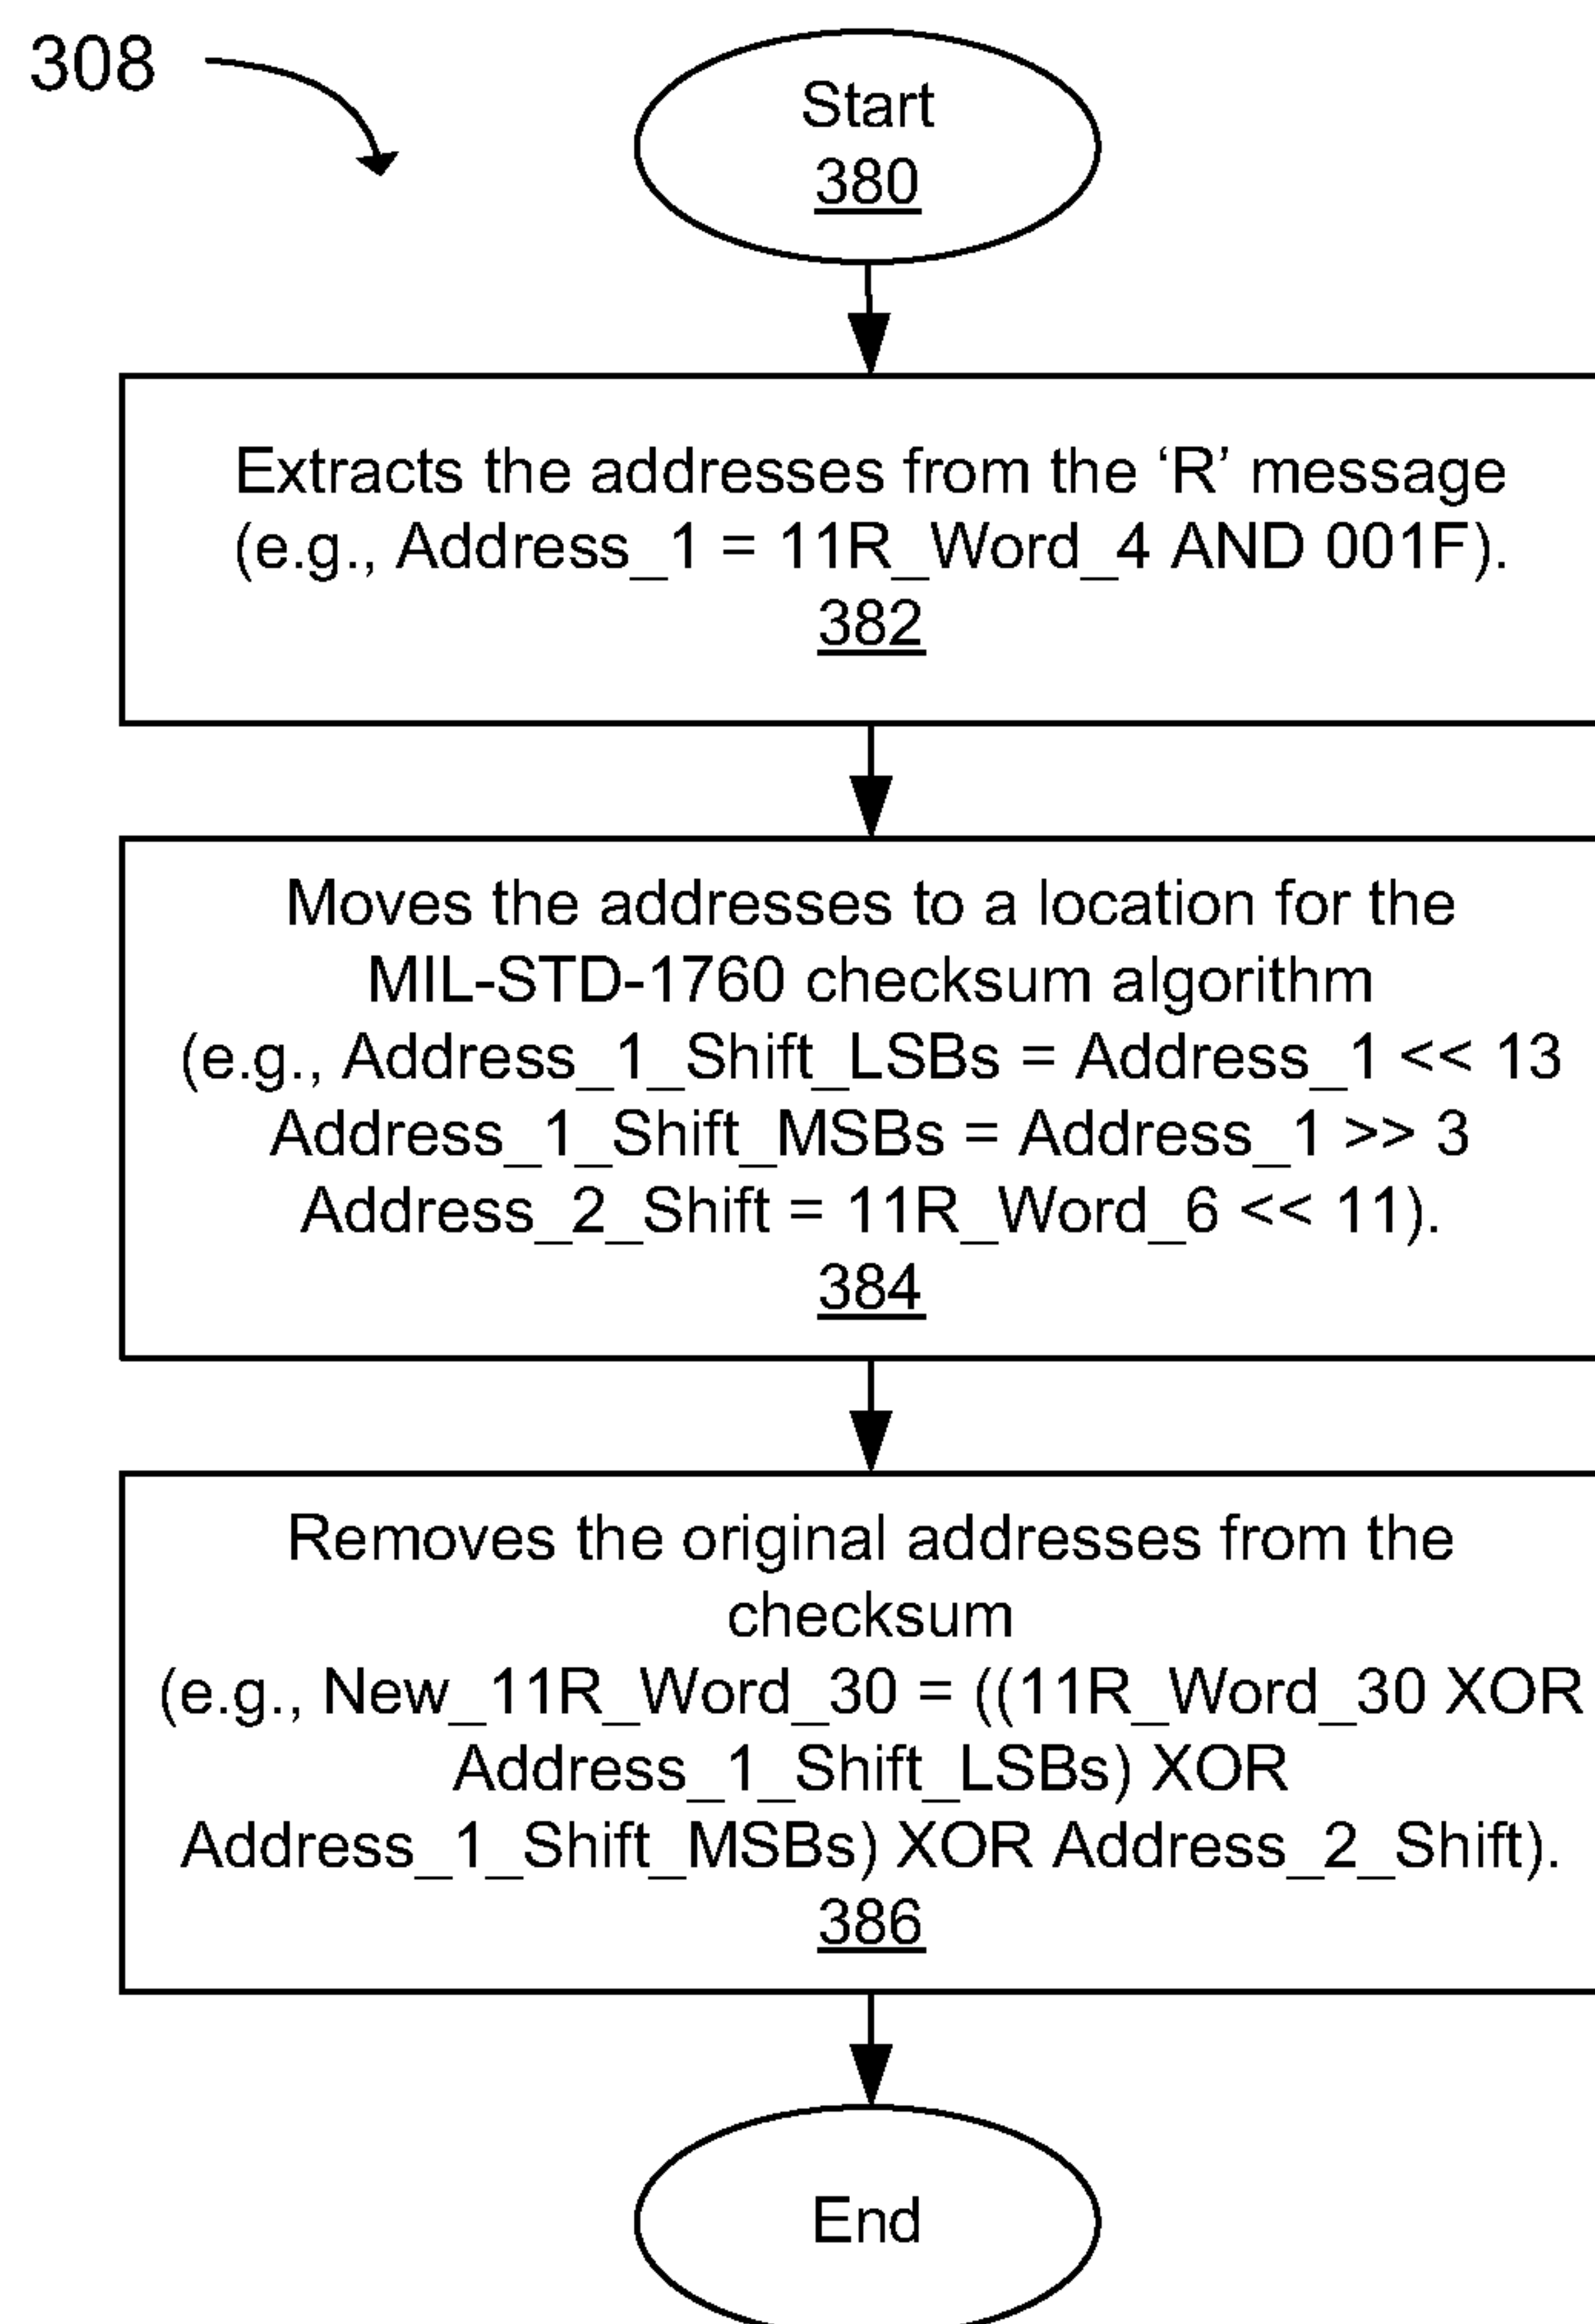 308
Start
380
Extracts the addresses from the ‘R’ message
(e.g., Address_1 = 11R_Word_4 AND 001F).
382
Moves the addresses to a location for the
MIL-STD-1760 checksum algorithm
(e.g., Address_1_Shift_LSBs = Address_1 << 13
Address_1_Shift_MSBs = Address_1 >> 3
Address_2_Shift = 11R_Word_6 << 11).
384
Removes the original addresses from the
checksum
(e.g., New_11R_Word_30 = ((11R_Word_30 XOR
Address_1_Shift_LSBs) XOR
Address_1_Shift_MSBs) XOR Address_2_Shift).
386
End